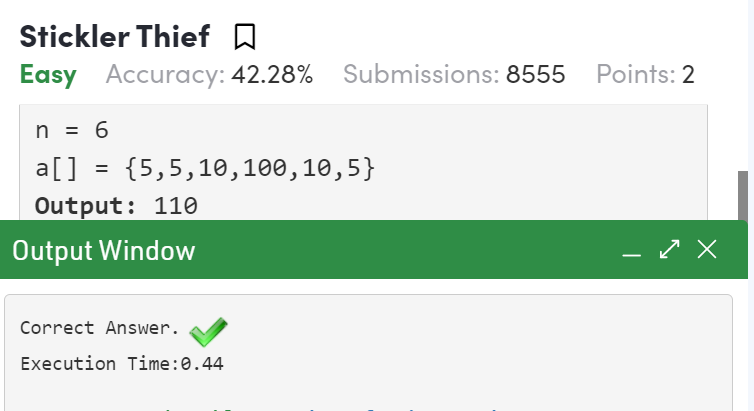 Stickler Thief
Easy Accuracy: 42.28% Submissions: 8555 Points: 2
n = 6
a[] = {5,5,10,100,10,5}
Output: 110
Output Window
Correct Answer.
Execution Time:0.44